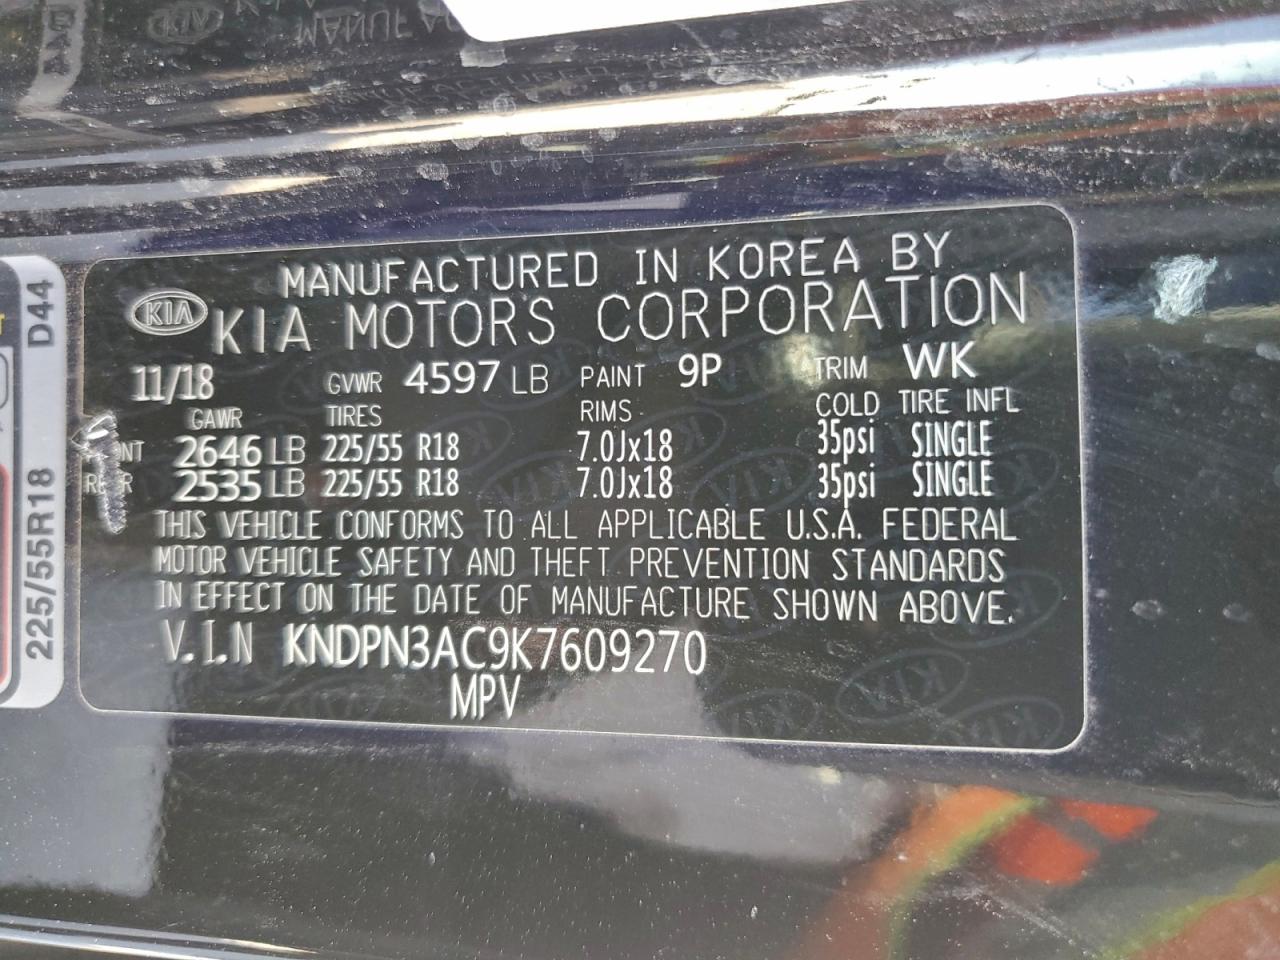 MANUFACTURED IN KOREA BY
KIA KIA MOTORS CORPORATION
11/18 GVWR 4597 LB PAINT 9P TRIM WK
GAWR TIRES RIMS COLD TIRE INFL
2646 LB 225/55 R18 7.0Jx18 35psi SINGLE
2535 LB 225/55 R18 7.0Jx18 35psi SINGLE
THIS VEHICLE CONFORMS TO ALL APPLICABLE U.S.A. FEDERAL
MOTOR VEHICLE SAFETY AND THEFT PREVENTION STANDARDS
IN EFFECT ON THE DATE OF MANUFACTURE SHOWN ABOVE.
V.I.N KNDPN3AC9K7609270
MPV
225/55R18 D44